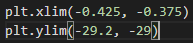 plt.xlim(-0.425, -0.375)
plt.ylim(-29.2, -29)